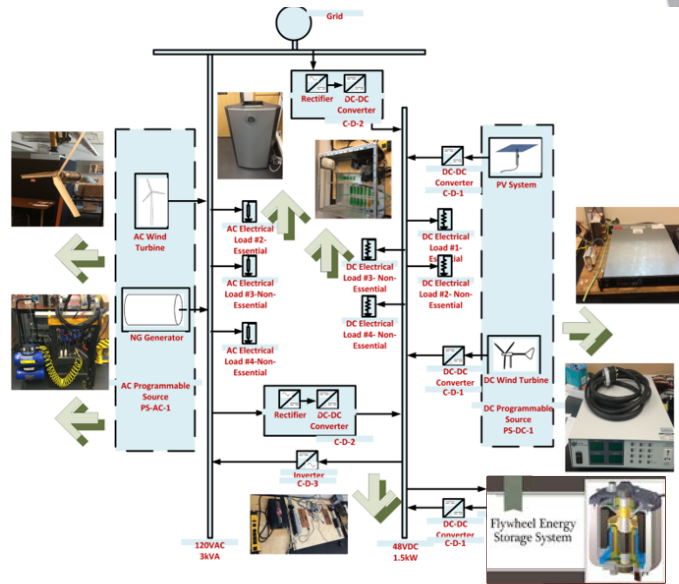 Grid
Rectifier
DC-DC
Converter
C-D-2
DC-DC
Converter
C-D-1
PV System
AC Wind
Turbine
AC Electrical
Load #2-
Essential
DC Electrical
Load #1-
Essential
DC Electrical
Load #3- Non-
Essential
DC Electrical
Load #2- Non-
Essential
AC Electrical
Load #3-Non-
Essential
NG Generator
AC Electrical
Load #4-Non-
Essential
DC Electrical
Load #4- Non-
Essential
DC-DC
Converter
C-D-1
DC Wind Turbine
AC Programmable
Source
PS-AC-1
DC Programmable
Source
PS-DC-1
Rectifier
DC-DC
Converter
C-D-2
Inverter
C-D-3
120VAC
3kVA
48VDC
1.5kW
DC-DC
Converter
C-D-1
Flywheel Energy
Storage System